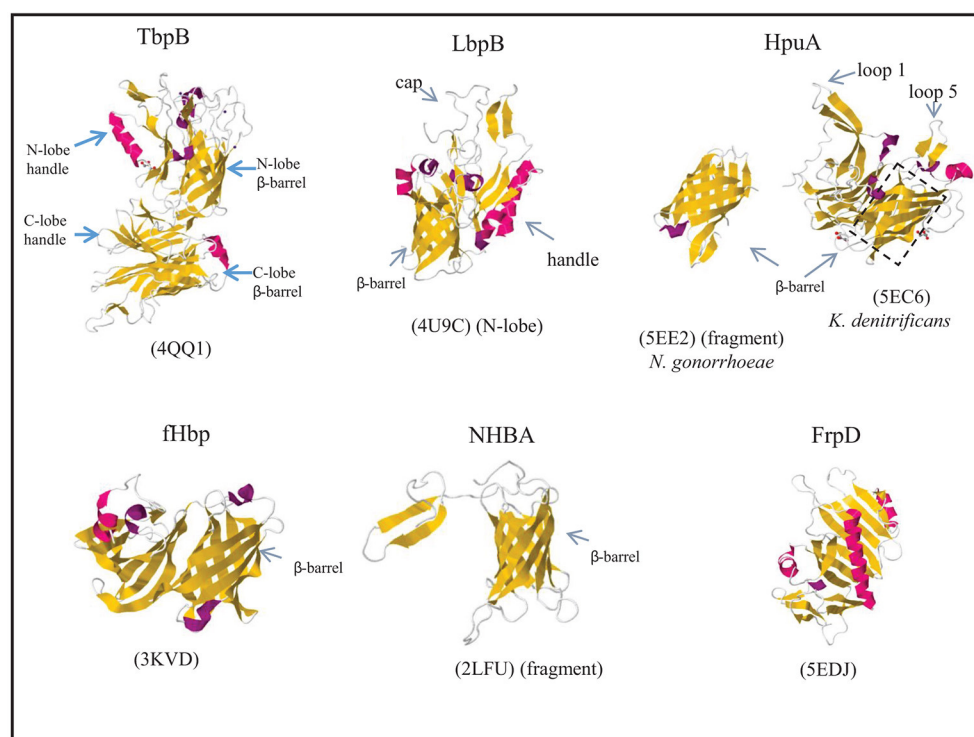 TbpB
N-lobe
handle
N-lobe
β-barrel
C-lobe
handle
C-lobe
β-barrel
(4QQ1)
LbpB
cap
β-barrel
handle
(4U9C) (N-lobe)
HpuA
loop 1
loop 5
β-barrel
(5EE2) (fragment)
N. gonorrhoeae
(5EC6)
K. denitrificans
fHbp
β-barrel
(3KVD)
NHBA
β-barrel
(2LFU) (fragment)
FrpD
(5EDJ)